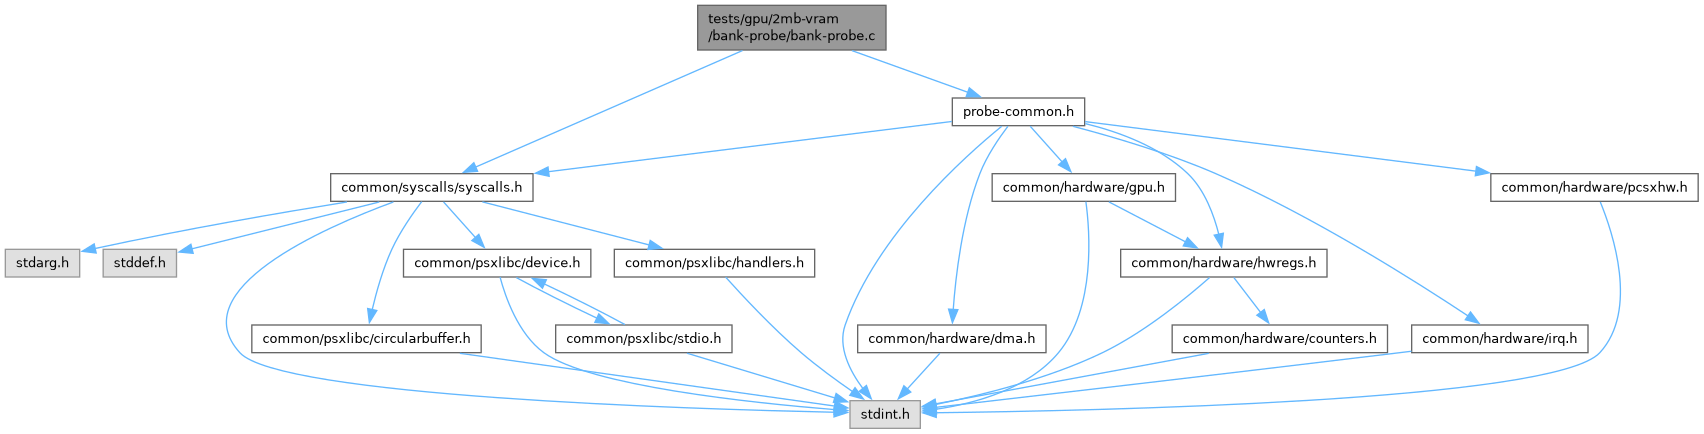 tests/gpu/2mb-vram
/bank-probe/bank-probe.c
probe-common.h
common/syscalls/syscalls.h
common/hardware/gpu.h
common/hardware/pcsxhw.h
stdarg.h
stddef.h
common/psxlibc/device.h
common/psxlibc/handlers.h
common/hardware/hwregs.h
common/psxlibc/circularbuffer.h
common/psxlibc/stdio.h
common/hardware/dma.h
common/hardware/counters.h
common/hardware/irq.h
stdint.h